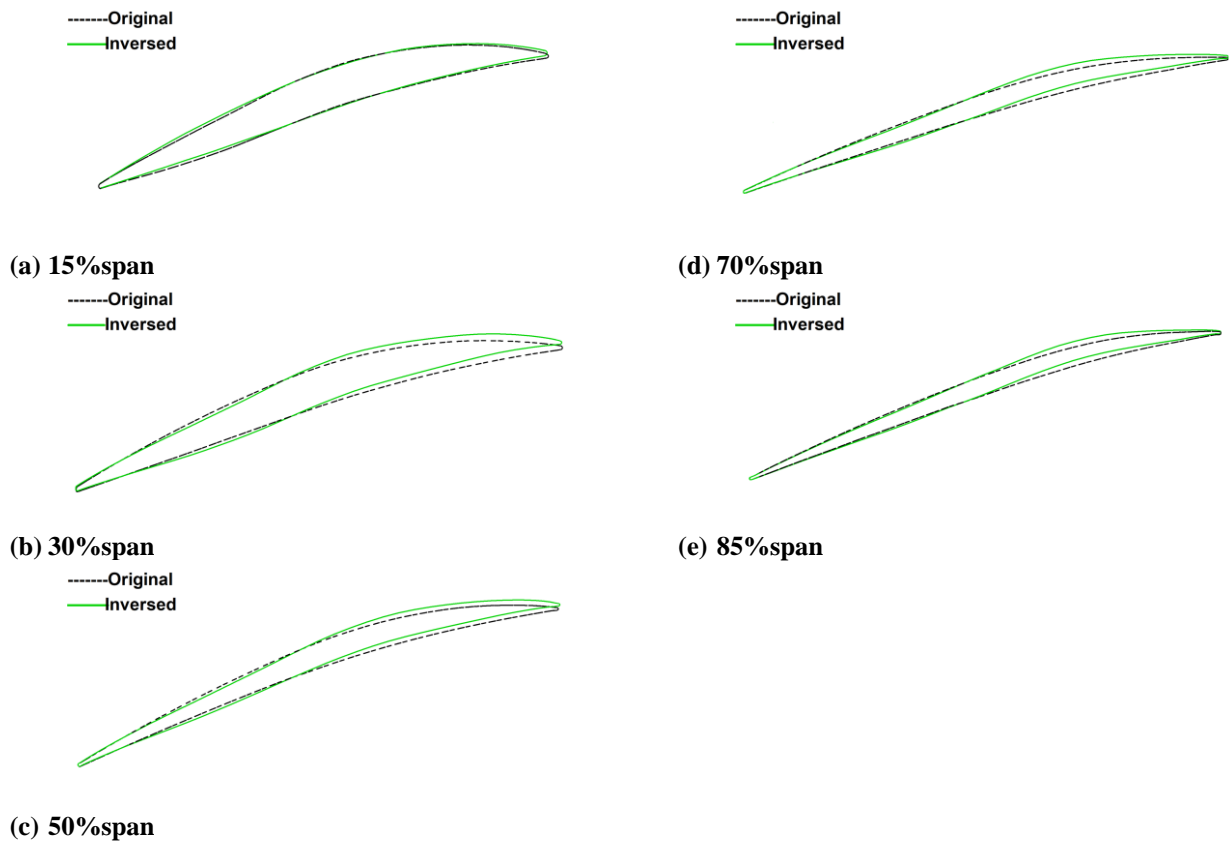 -------Original
Inversed
(a) 15%span
-------Original
Inversed
(b) 30%span
-------Original
Inversed
(c) 50%span
-------Original
Inversed
(d) 70%span
-------Original
Inversed
(e) 85%span